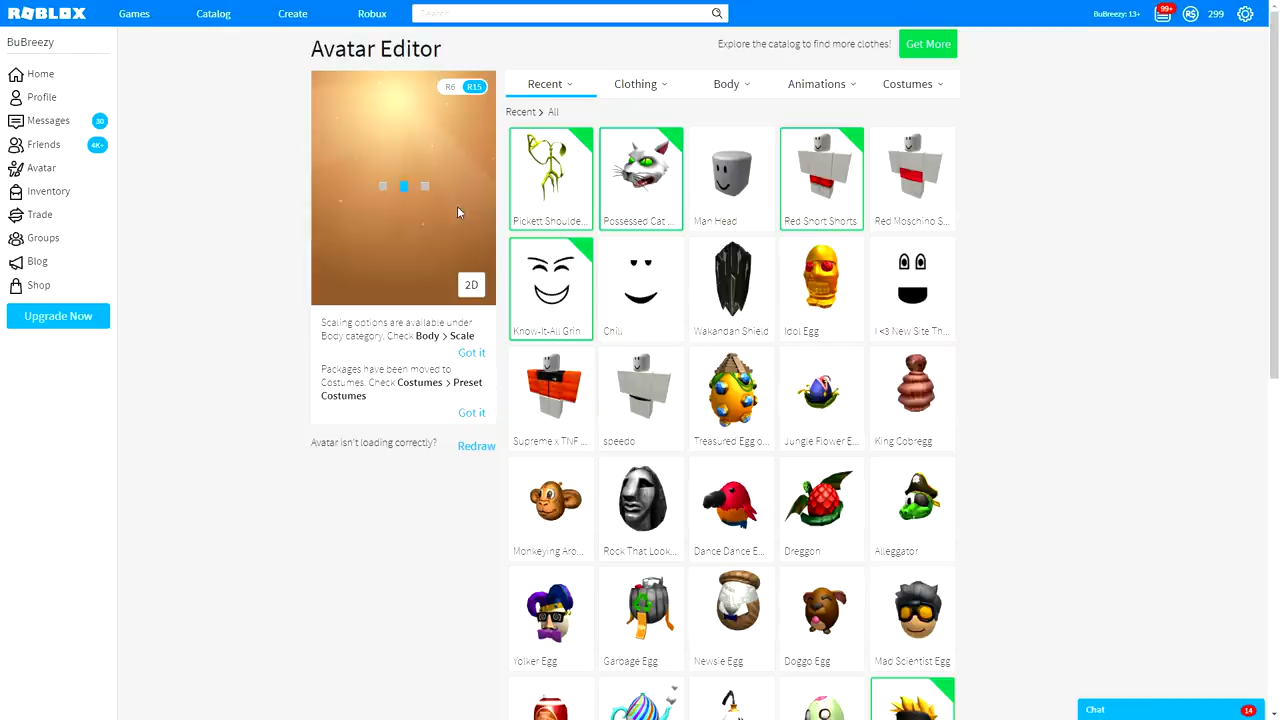 ROBLOX Games Catalog Create Robux Search BuBreezy: 13+ 99+ R$ 299
BuBreezy
Home
Profile
Messages 30
Friends 4K+
Avatar
Inventory
Trade
Groups
Blog
Shop
Upgrade Now
Avatar Editor
Explore the catalog to find more clothes! Get More
R6 R15
2D
Scaling options are available under
Body category. Check Body > Scale
Got it
Packages have been moved to
Costumes. Check Costumes > Preset
Costumes
Got it
Avatar isn't loading correctly? Redraw
Recent Clothing Body Animations Costumes
Recent > All
Pickett Shoulde... Possessed Cat ... Man Head Red Short Shorts Red Moschino S...
Know-It-All Grin Chill Wakandan Shield Idol Egg I <3 New Site Th...
Supreme x TNF ... speedo Treasured Egg o... Jungle Flower E... King Cobregg
Monkeying Aro... Rock That Look... Dance Dance E... Dreggon Alleggator
Yolker Egg Garbage Egg Newsie Egg Doggo Egg Mad Scientist Egg
Chat 14